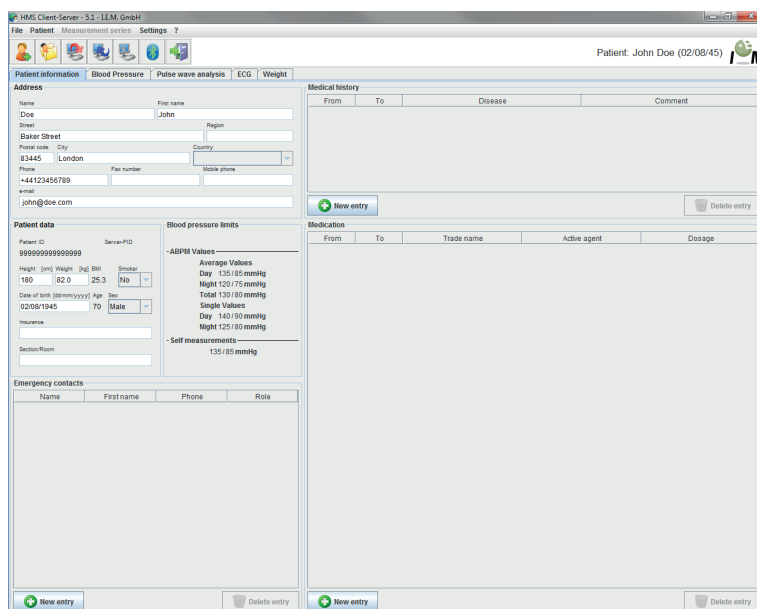 HMS Client-Server - 5.1 - I.E.M. GmbH
File Patient Measurement series Settings ?
Patient: John Doe (02/08/45)
Patient information Blood Pressure Pulse wave analysis ECG Weight
Address
Name First name
Doe John
Street Region
Baker Street
Postal code City Country
83445 London
Phone Fax number Mobile phone
+44123456789
e-mail
john@doe.com
Medical history
From To Disease Comment
New entry Delete entry
Patient data
Patient ID Server-PID
999999999999999
Height [cm] Weight [kg] BMI Smoker
180 82.0 25.3 No
Date of birth [dd/mm/yyyy] Age Sex
02/08/1945 70 Male
Insurance
Section/Room
Blood pressure limits
- ABPM Values
Average Values
Day 135 / 85 mmHg
Night 120 / 75 mmHg
Total 130 / 80 mmHg
Single Values
Day 140 / 90 mmHg
Night 125 / 80 mmHg
- Self measurements
135 / 85 mmHg
Medication
From To Trade name Active agent Dosage
Emergency contacts
Name First name Phone Role
New entry Delete entry
New entry Delete entry